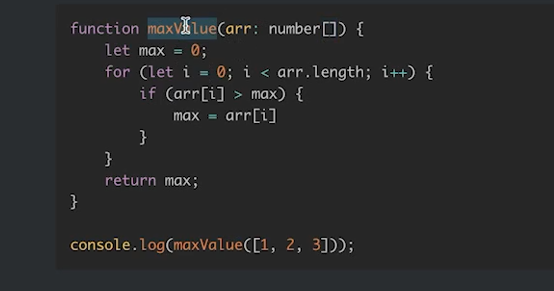 function maxValue(arr: number[]) {
    let max = 0;
    for (let i = 0; i < arr.length; i++) {
        if (arr[i] > max) {
            max = arr[i]
        }
    }
    return max;
}
console.log(maxValue([1, 2, 3]));